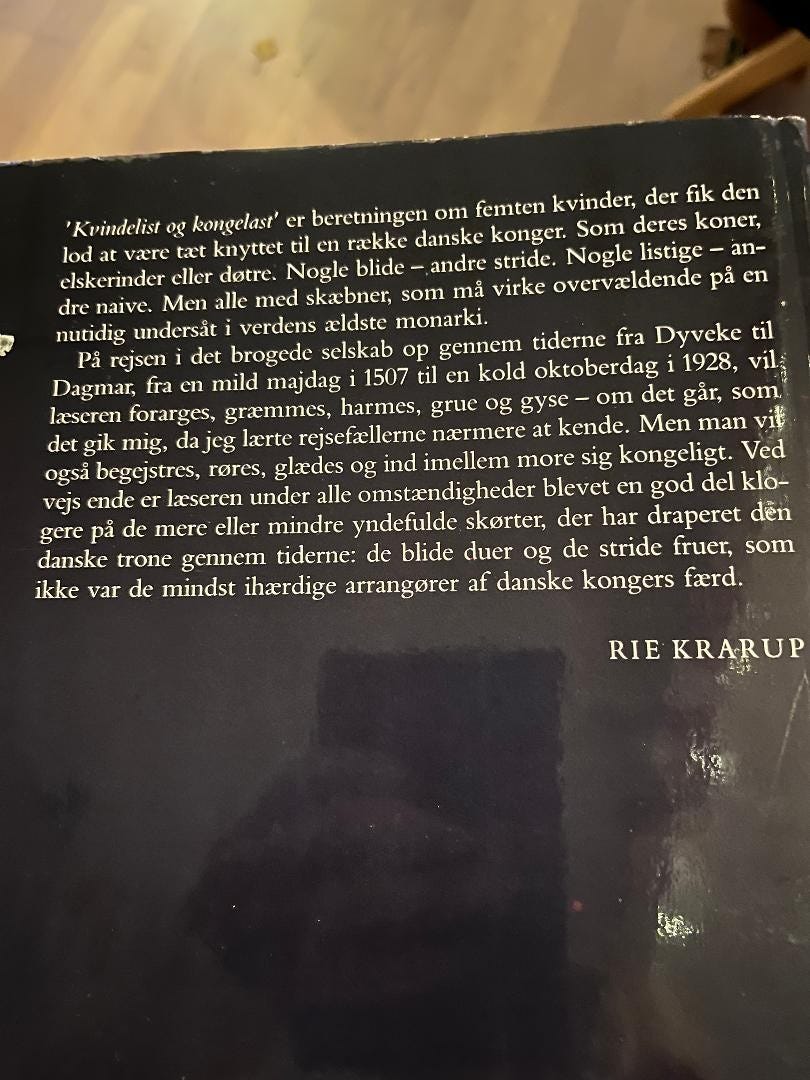 'Kvindelist og kongelast' er beretningen om femten kvinder, der fik den
lod at være tæt knyttet til en række danske konger. Som deres koner,
elskerinder eller døtre. Nogle blide – andre stride. Nogle listige – an-
dre naive. Men alle med skæbner, som må virke overvældende på en
nutidig undersåt i verdens ældste monarki.
På rejsen i det brogede selskab op gennem tiderne fra Dyveke til
Dagmar, fra en mild majdag i 1507 til en kold oktoberdag i 1928, vil
læseren forarges, græmmes, harmes, grue og gyse – om det går, som
det gik mig, da jeg lærte rejsefællerne nærmere at kende. Men man vil
også begejstres, røres, glædes og ind imellem more sig kongeligt. Ved
vejs ende er læseren under alle omstændigheder blevet en god del klo-
gere på de mere eller mindre yndefulde skørter, der har draperet den
danske trone gennem tiderne: de blide duer og de stride fruer, som
ikke var de mindst ihærdige arrangører af danske kongers færd.
RIE KRARUP